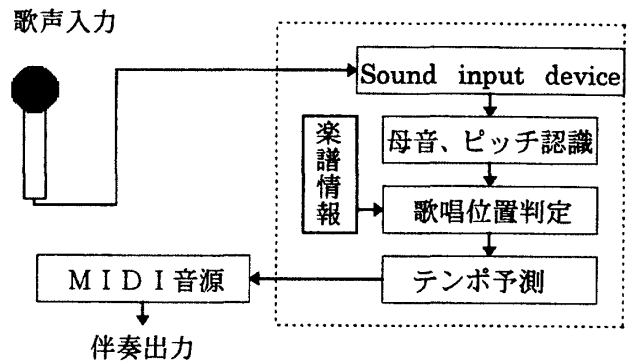 歌声入力
Sound input device
母音、ピッチ認識
楽譜情報
歌唱位置判定
テンポ予測
ＭＩＤＩ音源
伴奏出力